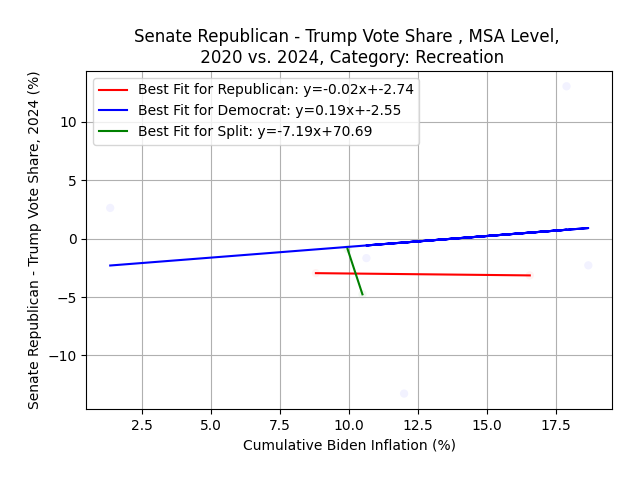 Senate Republican - Trump Vote Share , MSA Level,
2020 vs. 2024, Category: Recreation
Best Fit for Republican: y=-0.02x+-2.74
Best Fit for Democrat: y=0.19x+-2.55
Best Fit for Split: y=-7.19x+70.69
Senate Republican - Trump Vote Share, 2024 (%)
10
5
0
−5
−10
2.5 5.0 7.5 10.0 12.5 15.0 17.5
Cumulative Biden Inflation (%)